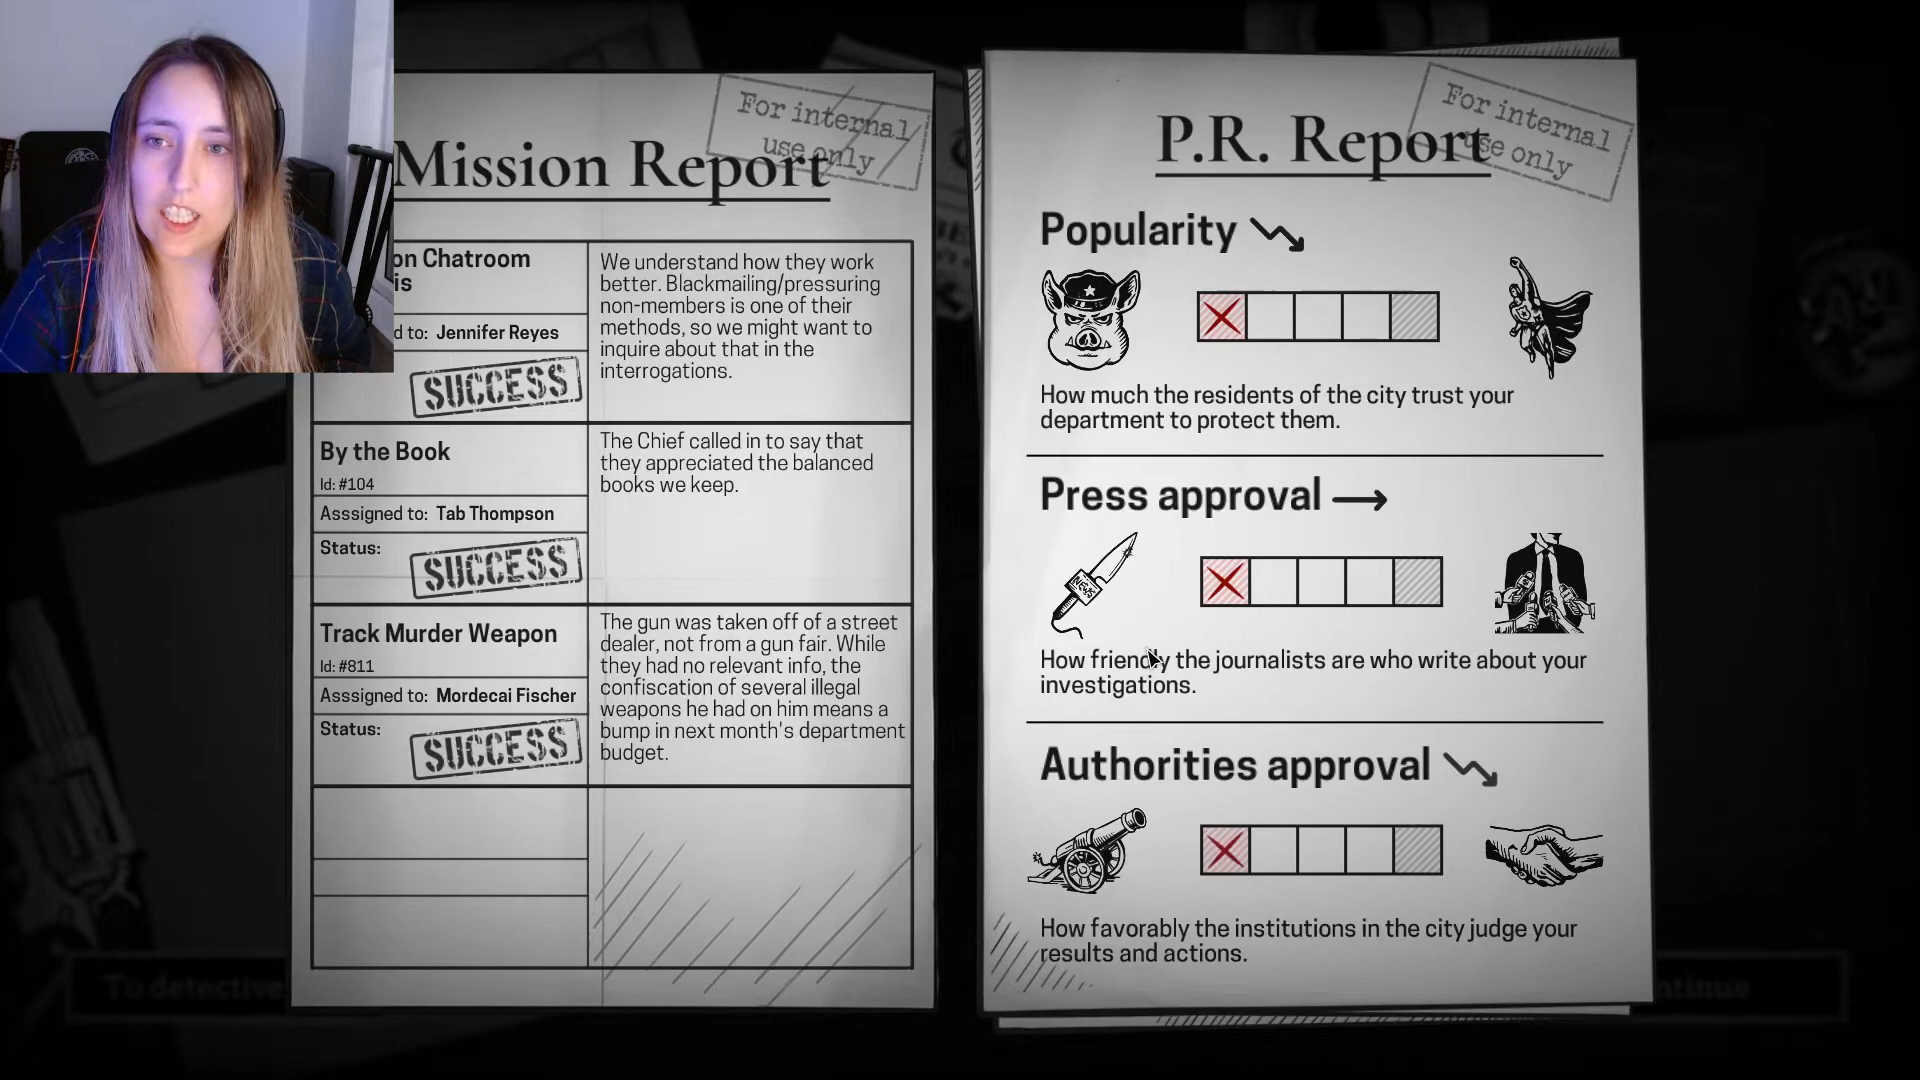 For internal
use only
Mission Report
on Chatroom
is
d to: Jennifer Reyes
SUCCESS
We understand how they work
better. Blackmailing/pressuring
non-members is one of their
methods, so we might want to
inquire about that in the
interrogations.
By the Book
Id: #104
Asssigned to: Tab Thompson
Status:
SUCCESS
The Chief called in to say that
they appreciated the balanced
books we keep.
Track Murder Weapon
Id: #811
Asssigned to: Mordecai Fischer
Status:
SUCCESS
The gun was taken off of a street
dealer, not from a gun fair. While
they had no relevant info, the
confiscation of several illegal
weapons he had on him means a
bump in next month's department
budget.
For internal
use only
P.R. Report
Popularity
How much the residents of the city trust your
department to protect them.
Press approval
NEWS
How friendly the journalists are who write about your
investigations.
Authorities approval
How favorably the institutions in the city judge your
results and actions.
To detective
ntinue